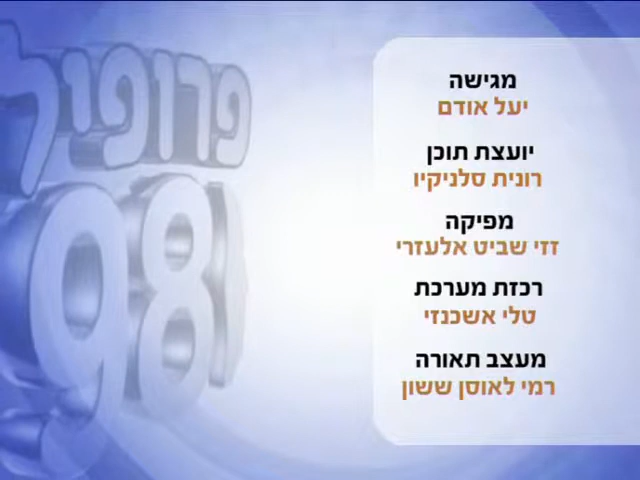 פרופיל
98
מגישה
יעל אודם
יועצת תוכן
רונית סלניקיו
מפיקה
זזי שביט אלעזרי
רכזת מערכת
טלי אשכנזי
מעצב תאורה
רמי לאוסן ששון